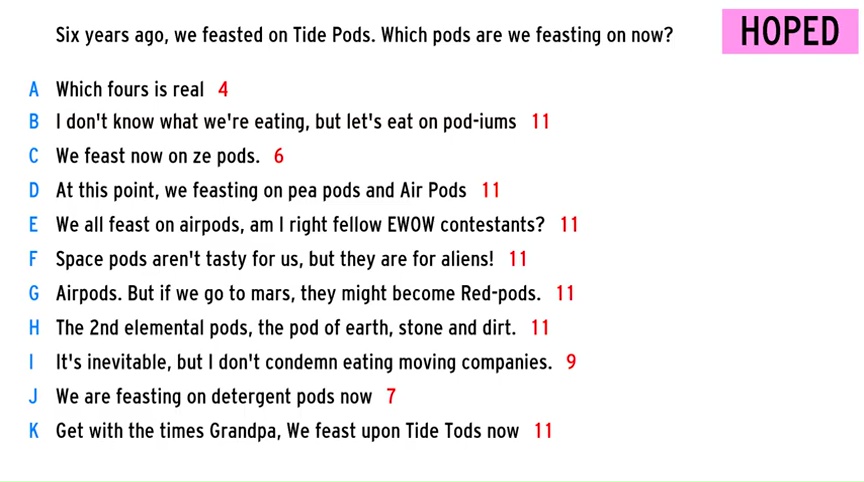 Six years ago, we feasted on Tide Pods. Which pods are we feasting on now?
HOPED
A Which fours is real 4
B I don't know what we're eating, but let's eat on pod-iums 11
C We feast now on ze pods. 6
D At this point, we feasting on pea pods and Air Pods 11
E We all feast on airpods, am I right fellow EWOW contestants? 11
F Space pods aren't tasty for us, but they are for aliens! 11
G Airpods. But if we go to mars, they might become Red-pods. 11
H The 2nd elemental pods, the pod of earth, stone and dirt. 11
I It's inevitable, but I don't condemn eating moving companies. 9
J We are feasting on detergent pods now 7
K Get with the times Grandpa, We feast upon Tide Tods now 11